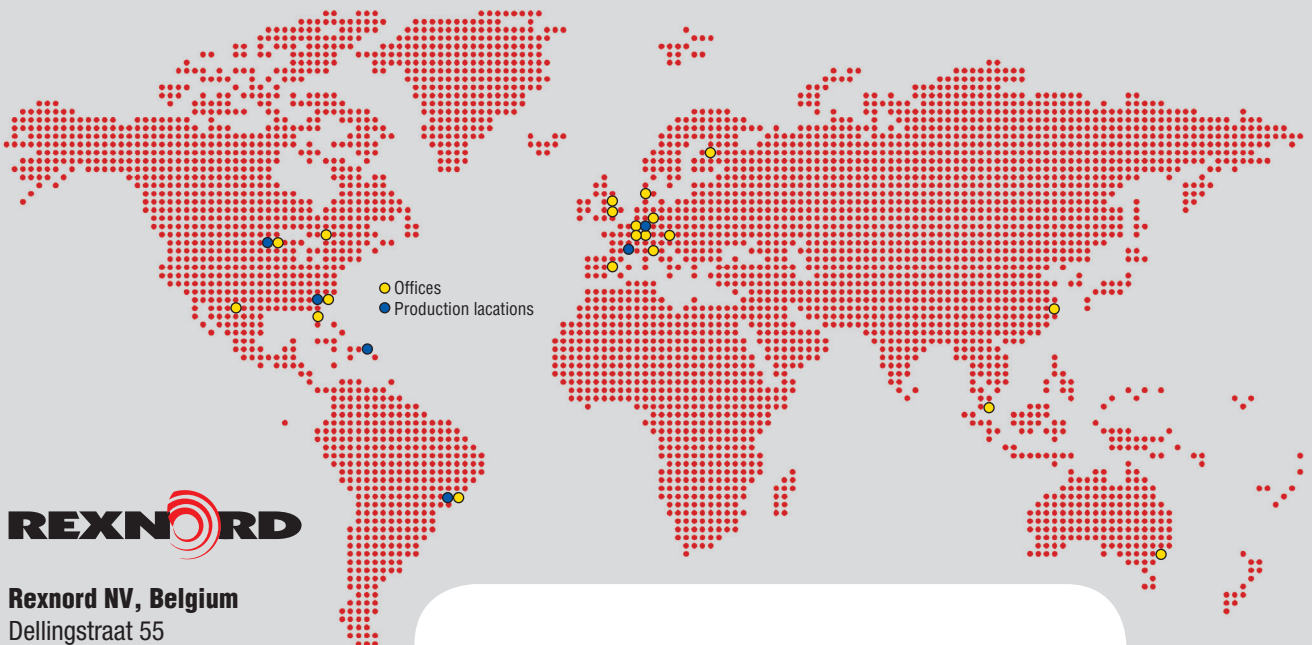 Offices
Production lacations
REXNORD
Rexnord NV, Belgium
Dellingstraat 55